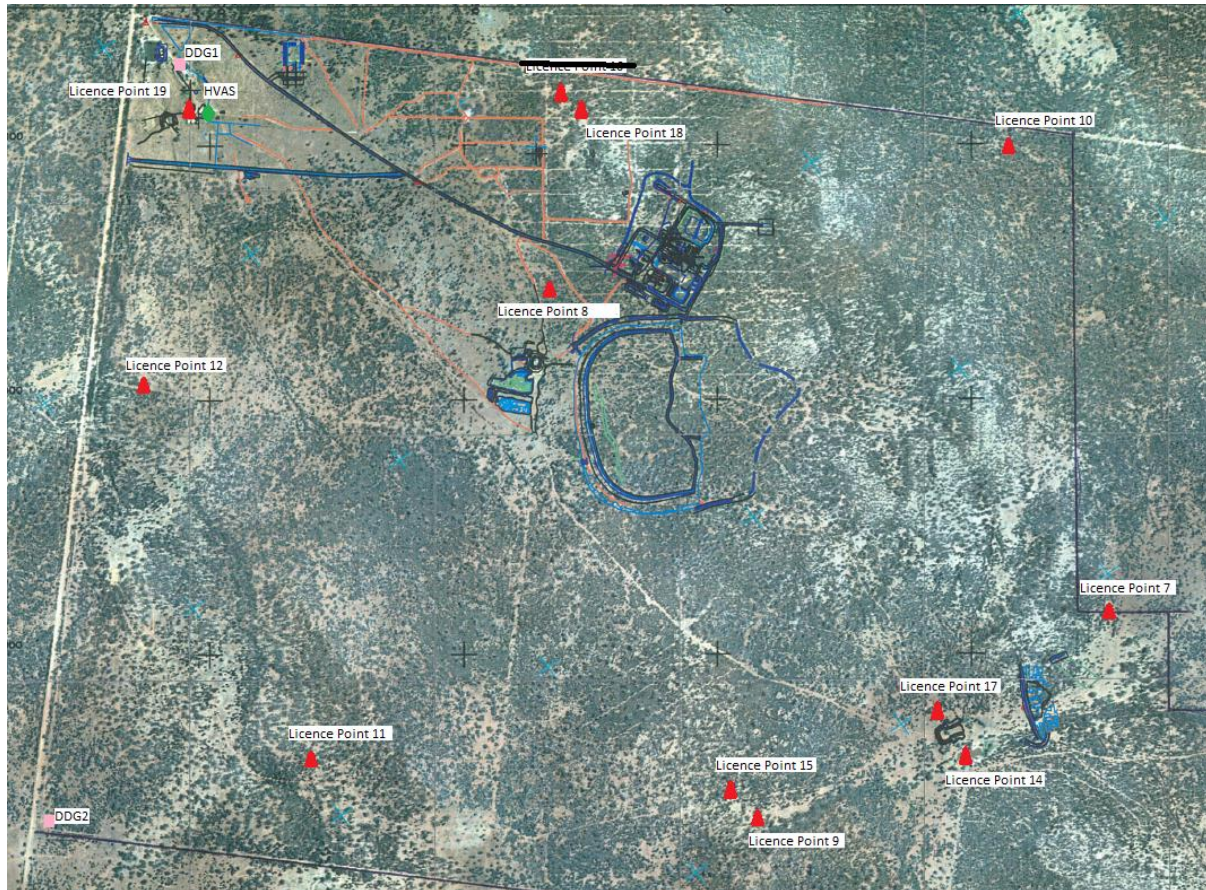 DDG1
Licence Point 19
HVAS
Licence Point 18
Licence Point 10
Licence Point 8
Licence Point 12
Licence Point 7
Licence Point 17
Licence Point 11
Licence Point 15
Licence Point 14
DDG2
Licence Point 9